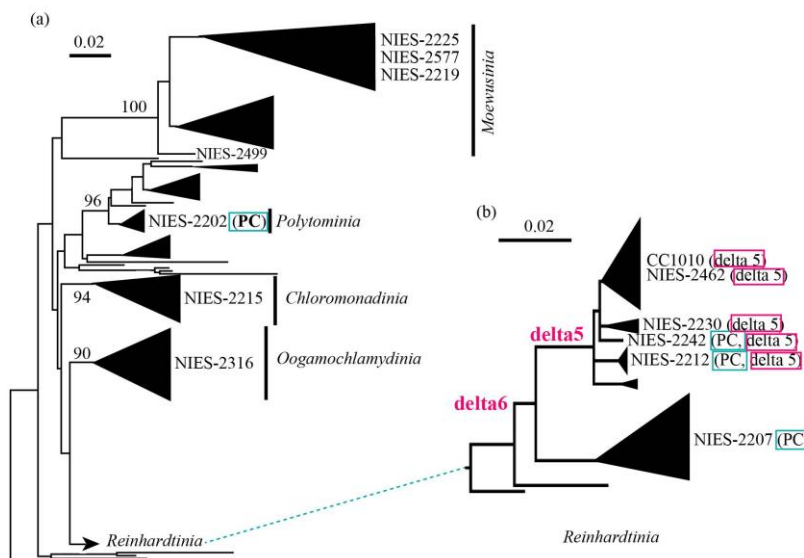 (a)
0.02
NIES-2225
NIES-2577
NIES-2219
Moewusinia
100
NIES-2499
96
NIES-2202 (PC)
Polytominia
94
NIES-2215
Chloromonadinia
90
NIES-2316
Oogamochlamydinia
Reinhardtinia
(b)
0.02
CC1010 (delta 5)
NIES-2462 (delta 5)
NIES-2230 (delta 5)
delta5
NIES-2242 (PC, delta 5)
NIES-2212 (PC, delta 5)
delta6
NIES-2207 (PC
Reinhardtinia